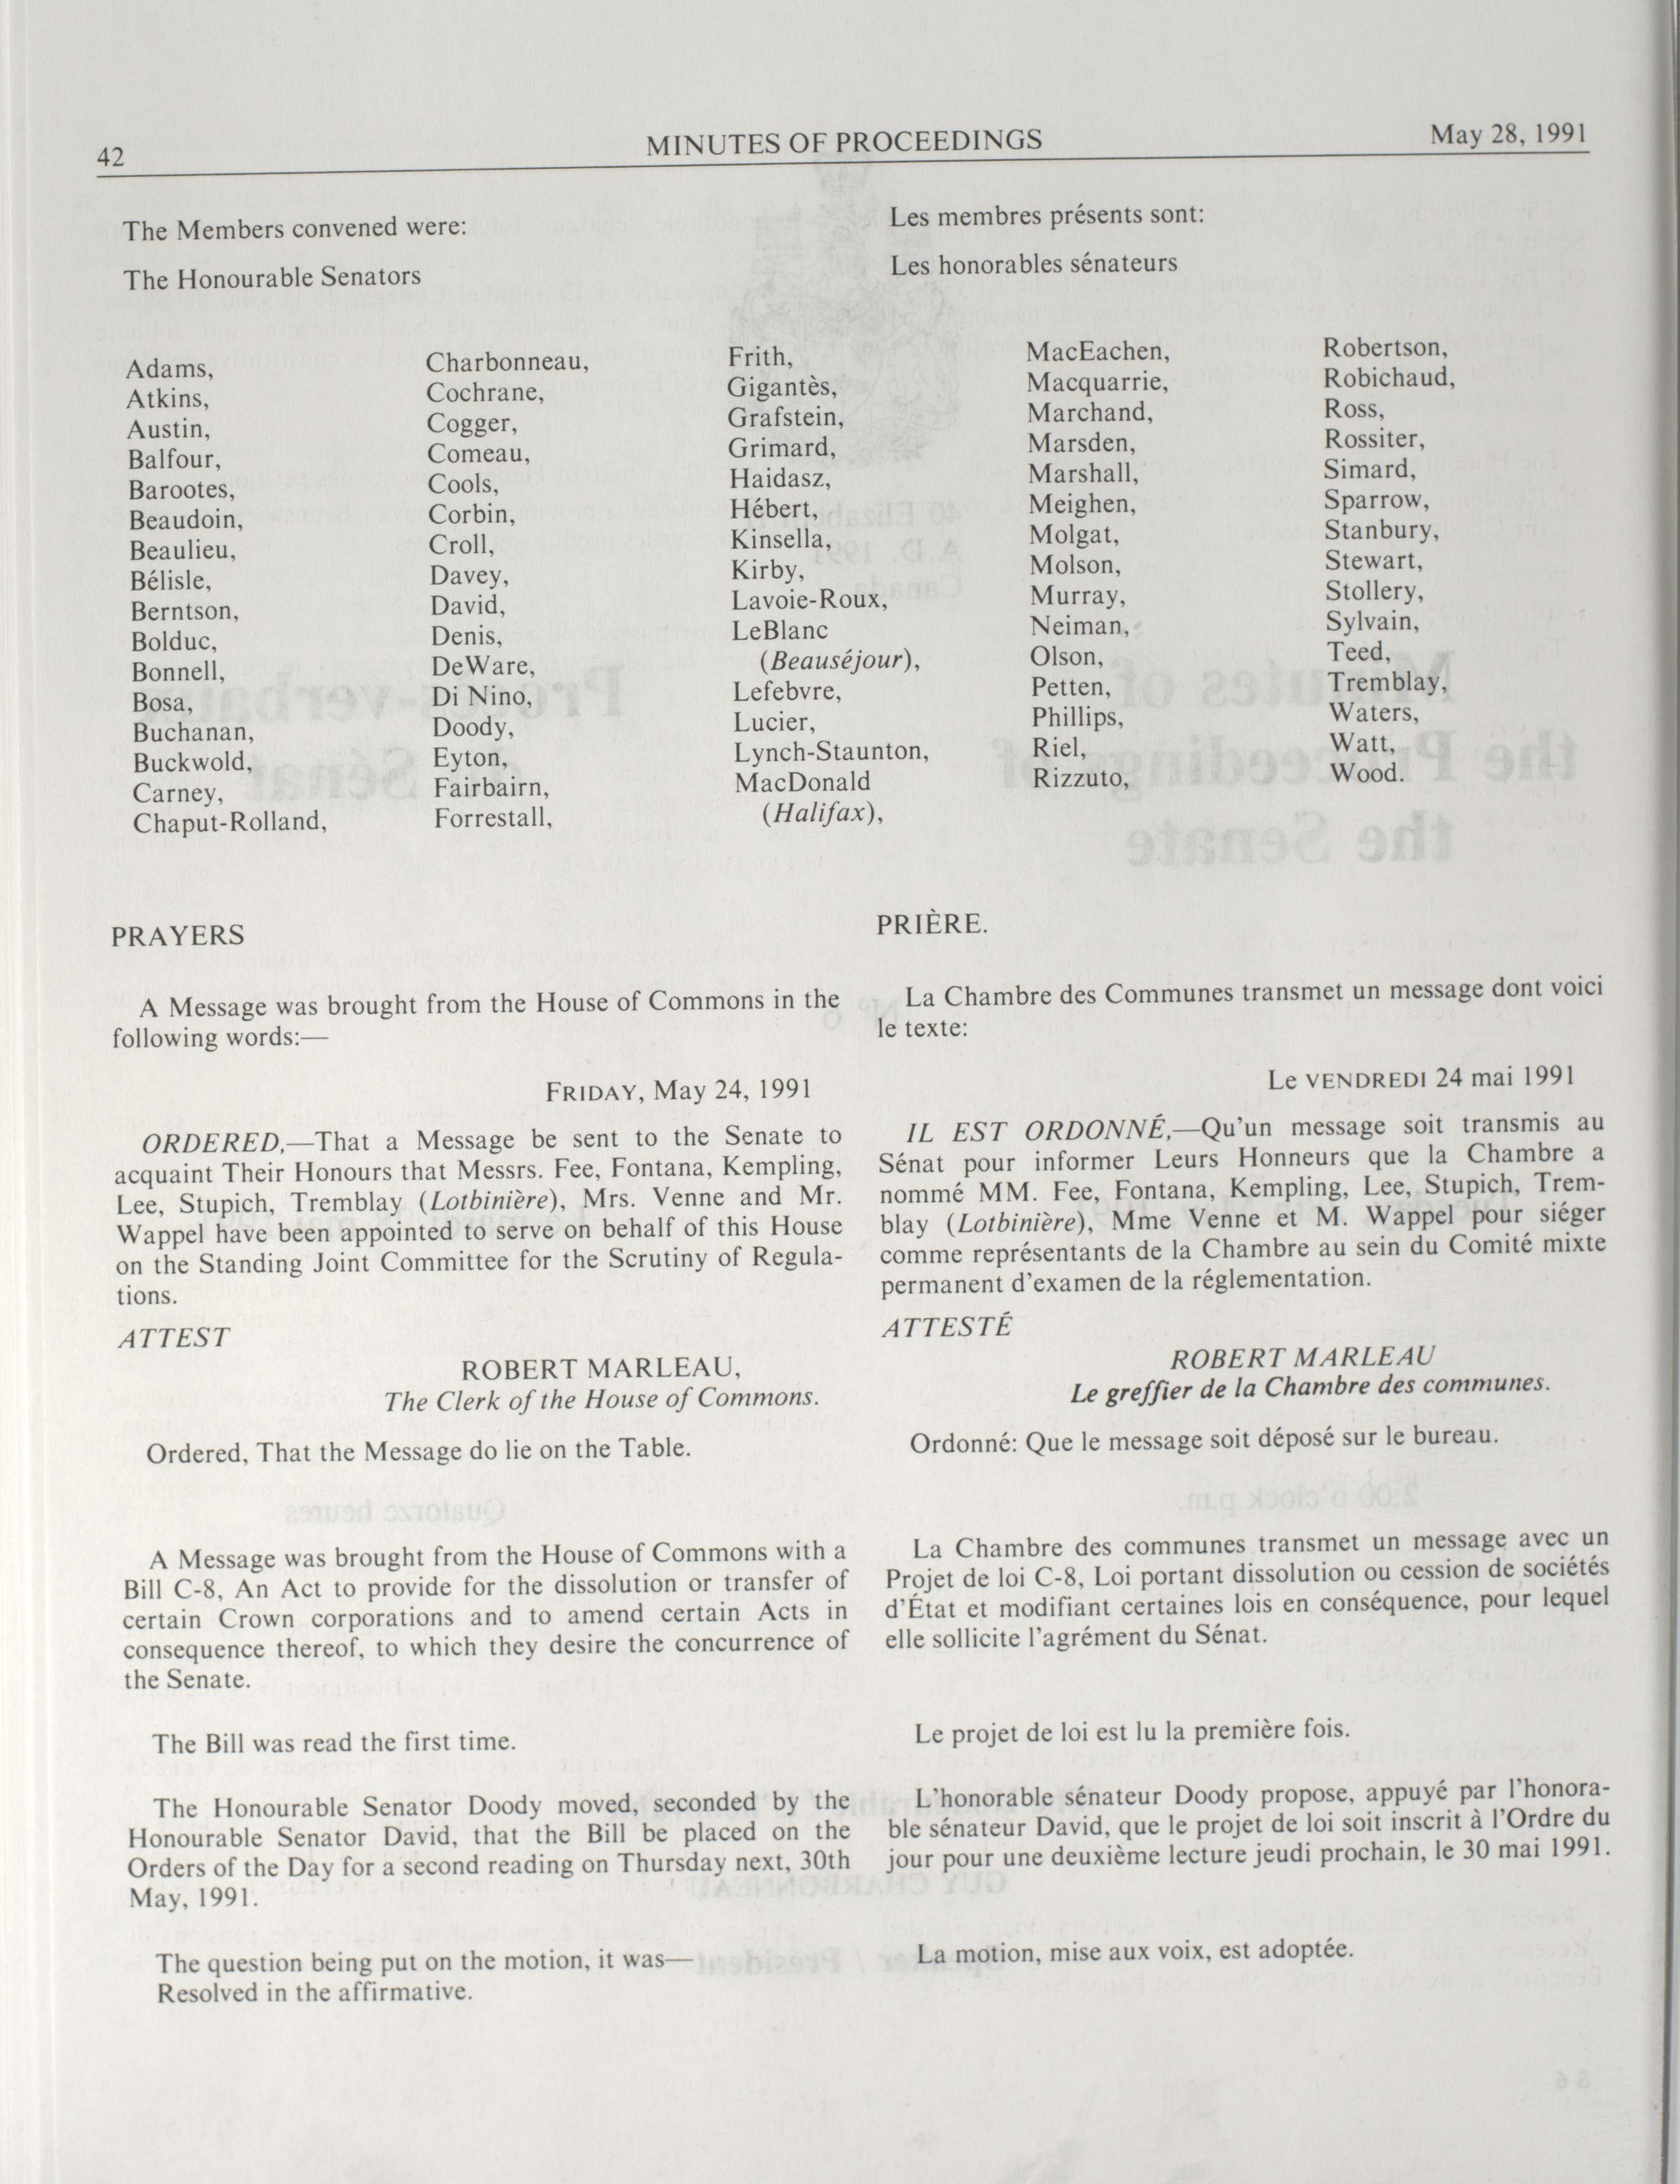 42
MINUTES OF PROCEEDINGS
May 28, 1991
The Members convened were:
The Honourable Senators
Les membres présents sont:
Les honorables sénateurs
Adams,
Atkins,
Austin,
Balfour,
Barootes,
Beaudoin,
Beaulieu,
Bélisle,
Berntson,
Bolduc,
Bonnell,
Bosa,
Buchanan,
Buckwold,
Carney,
Chaput-Rolland,
Charbonneau,
Cochrane,
Cogger,
Comeau,
Cools,
Corbin,
Croll,
Davey,
David,
Denis,
DeWare,
Di Nino,
Doody,
Eyton,
Fairbairn,
Forrestall,
Frith,
Gigantès,
Grafstein,
Grimard,
Haidasz,
Hébert,
Kinsella,
Kirby,
Lavoie-Roux,
LeBlanc
(Beauséjour),
Lefebvre,
Lucier,
Lynch-Staunton,
MacDonald
(Halifax),
MacEachen,
Macquarrie,
Marchand,
Marsden,
Marshall,
Meighen,
Molgat,
Molson,
Murray,
Neiman,
Olson,
Petten,
Phillips,
Riel,
Rizzuto,
Robertson,
Robichaud,
Ross,
Rossiter,
Simard,
Sparrow,
Stanbury,
Stewart,
Stollery,
Sylvain,
Teed,
Tremblay,
Waters,
Watt,
Wood.
PRAYERS
A Message was brought from the House of Commons in the
following words:—
FRIDAY, May 24, 1991
ORDERED,—That a Message be sent to the Senate to
acquaint Their Honours that Messrs. Fee, Fontana, Kempling,
Lee, Stupich, Tremblay (Lotbinière), Mrs. Venne and Mr.
Wappel have been appointed to serve on behalf of this House
on the Standing Joint Committee for the Scrutiny of Regula-
tions.
ATTEST
ROBERT MARLEAU,
The Clerk of the House of Commons.
Ordered, That the Message do lie on the Table.
A Message was brought from the House of Commons with a
Bill C-8, An Act to provide for the dissolution or transfer of
certain Crown corporations and to amend certain Acts in
consequence thereof, to which they desire the concurrence of
the Senate.
The Bill was read the first time.
The Honourable Senator Doody moved, seconded by the
Honourable Senator David, that the Bill be placed on the
Orders of the Day for a second reading on Thursday next, 30th
May, 1991.
The question being put on the motion, it was—
Resolved in the affirmative.
PRIÈRE.
La Chambre des Communes transmet un message dont voici
le texte:
Le VENDREDI 24 mai 1991
IL EST ORDONNÉ,—Qu'un message soit transmis au
Sénat pour informer Leurs Honneurs que la Chambre a
nommé MM. Fee, Fontana, Kempling, Lee, Stupich, Trem-
blay (Lotbinière), Mme Venne et M. Wappel pour siéger
comme représentants de la Chambre au sein du Comité mixte
permanent d'examen de la réglementation.
ATTESTÉ
ROBERT MARLEAU
Le greffier de la Chambre des communes.
Ordonné: Que le message soit déposé sur le bureau.
La Chambre des communes transmet un message avec un
Projet de loi C-8, Loi portant dissolution ou cession de sociétés
d'État et modifiant certaines lois en conséquence, pour lequel
elle sollicite l'agrément du Sénat.
Le projet de loi est lu la première fois.
L'honorable sénateur Doody propose, appuyé par l'honora-
ble sénateur David, que le projet de loi soit inscrit à l'Ordre du
jour pour une deuxième lecture jeudi prochain, le 30 mai 1991.
La motion, mise aux voix, est adoptée.